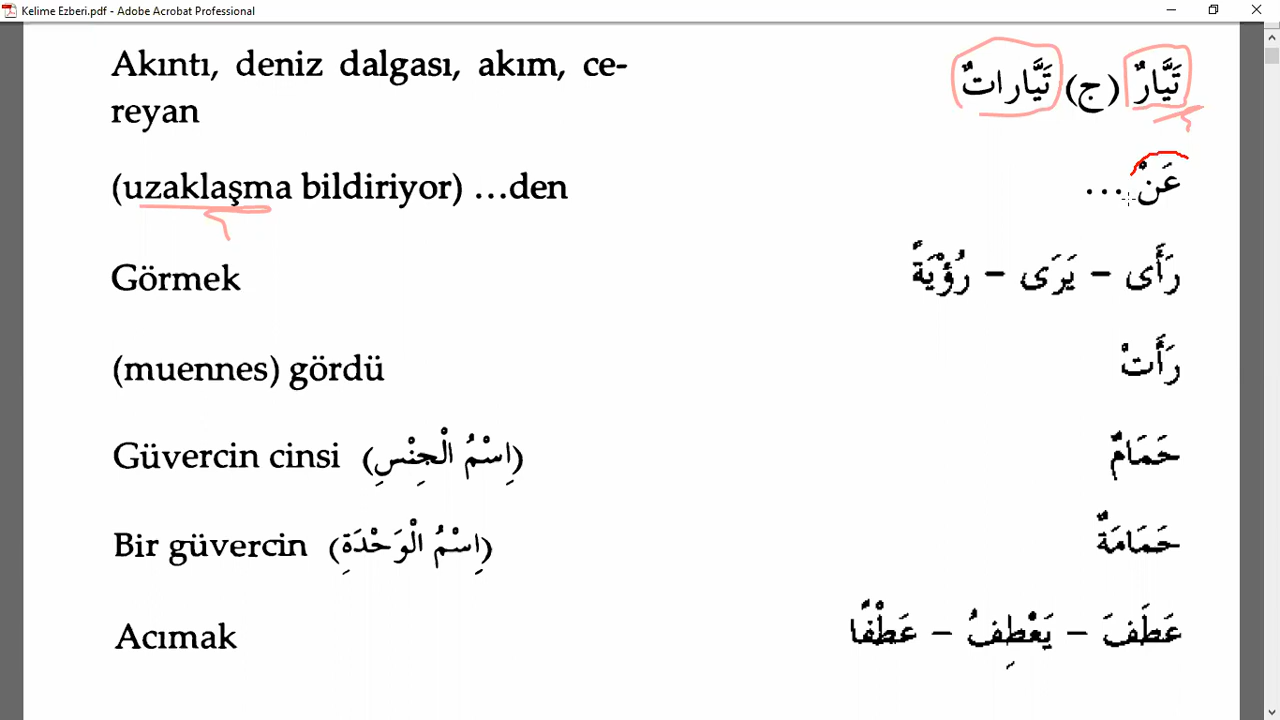 Kelime Ezberi.pdf - Adobe Acrobat Professional
Akıntı, deniz dalgası, akım, ce-
reyan
تَيَّارٌ (ج) تَيَّارَاتٌ
(uzaklaşma bildiriyor) …den
عَنْ …
Görmek
رَأَى – يَرَى – رُؤْيَةً
(muennes) gördü
رَأَتْ
Güvercin cinsi (اِسْمُ الْجِنْسِ)
حَمَامٌ
Bir güvercin (اِسْمُ الْوَحْدَةِ)
حَمَامَةٌ
Acımak
عَطَفَ – يَعْطِفُ – عَطْفًا